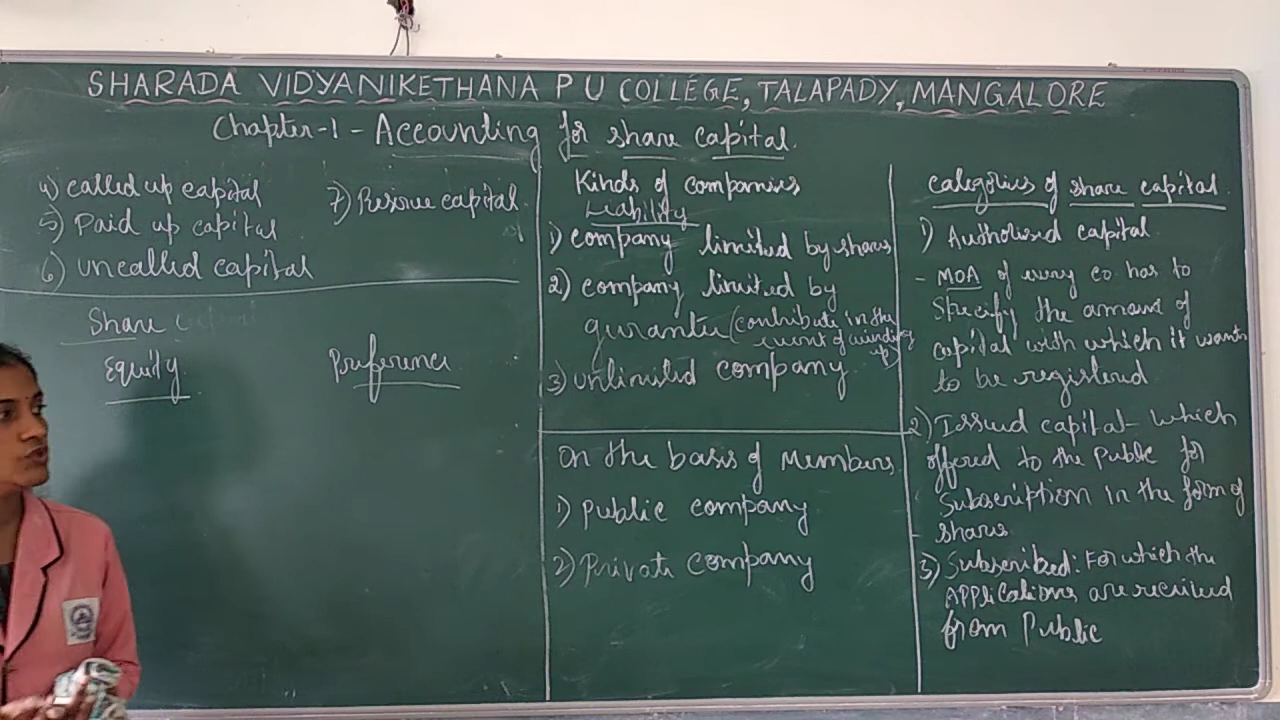 SHARADA VIDYANIKETHANA P U COLLEGE, TALAPADY, MANGALORE
Chapter-1 - Accounting for share capital.
4) called up capital
5) Paid up capital
6) uncalled capital
7) Reserve capital
Share
Equity
Preference
Kinds of companies
Liability
1) company limited by shares
2) company limited by
gurantee (contribute in the
event of winding
up)
3) unlimited company
On the basis of Members
1) Public company
2) Private company
categories of share capital
1) Authorised capital
- MOA of every co has to
specify the amount of
capital with which it wants
to be registered
2) Issued capital - which
offered to the public for
subscription in the form of
- shares
3) Subscribed: For which the
Applications are received
from Public